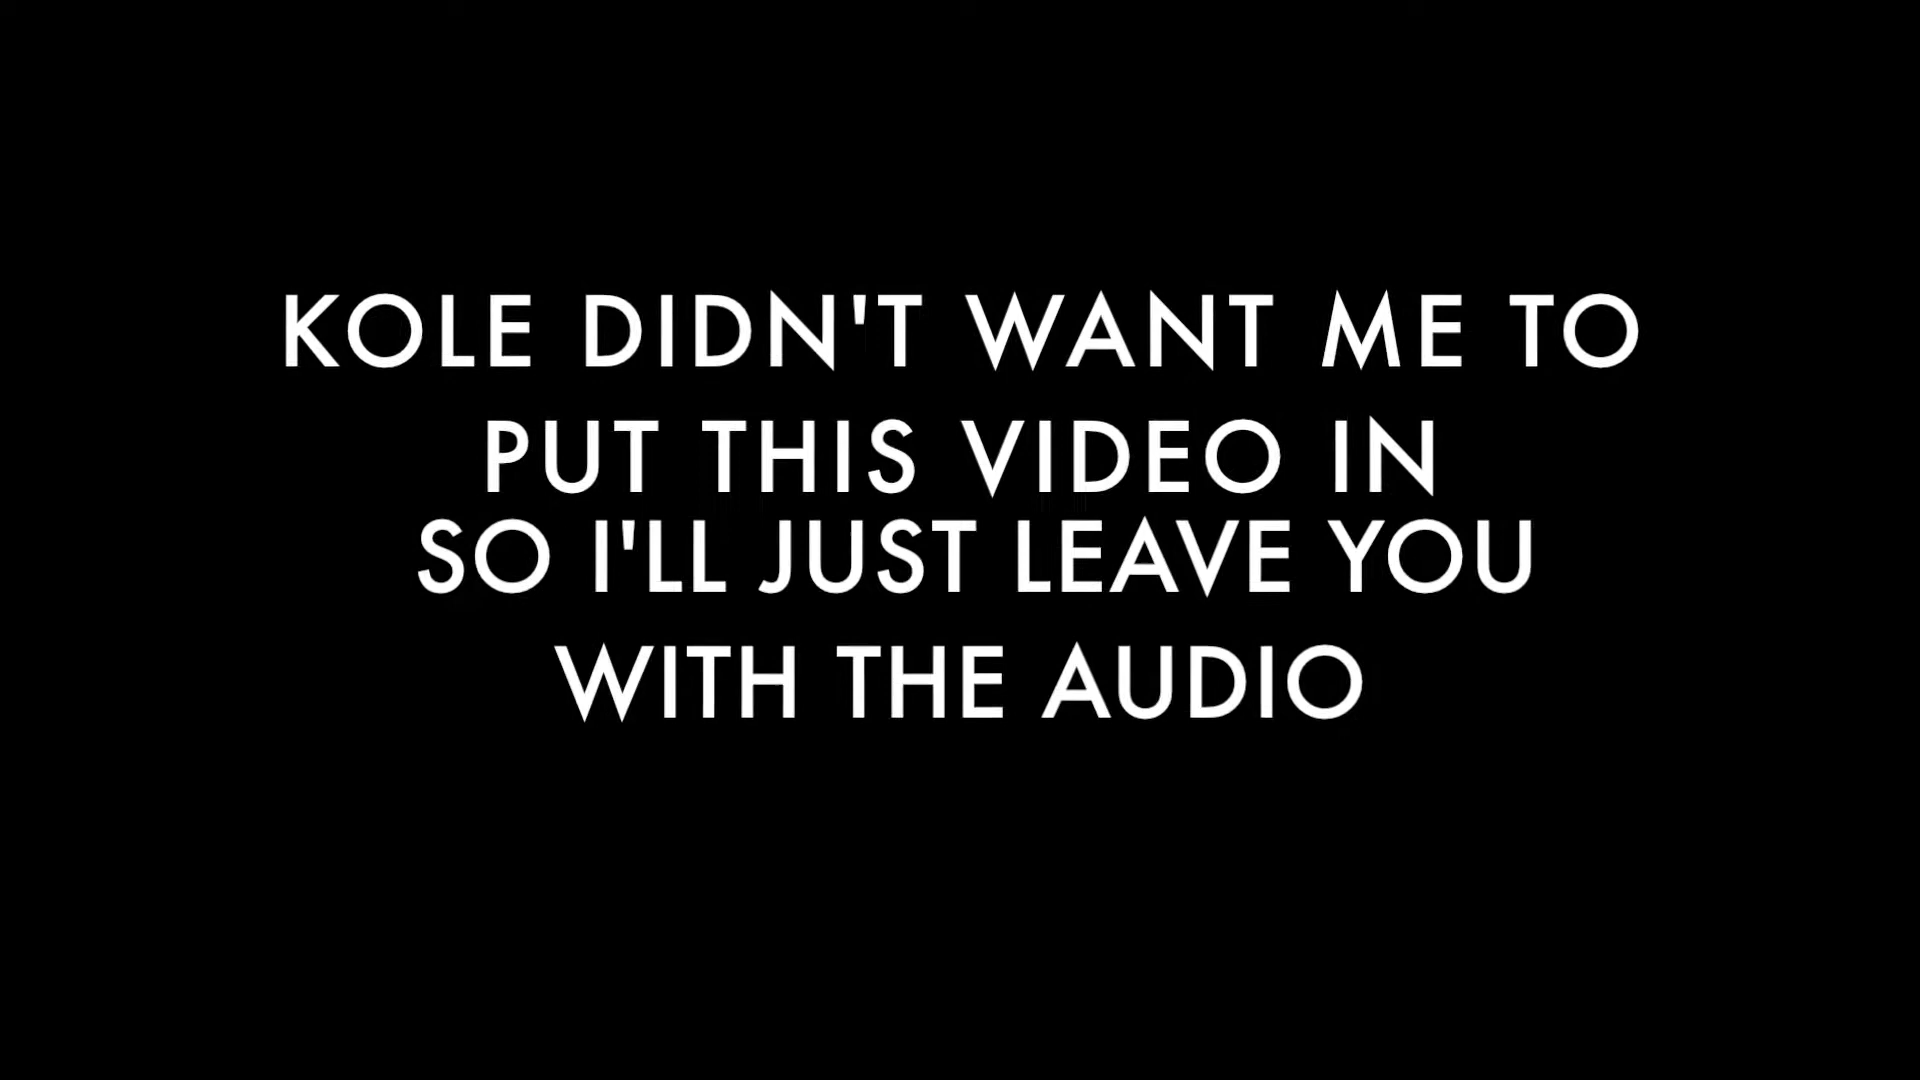 KOLE DIDN'T WANT ME TO
PUT THIS VIDEO IN
SO I'LL JUST LEAVE YOU
WITH THE AUDIO